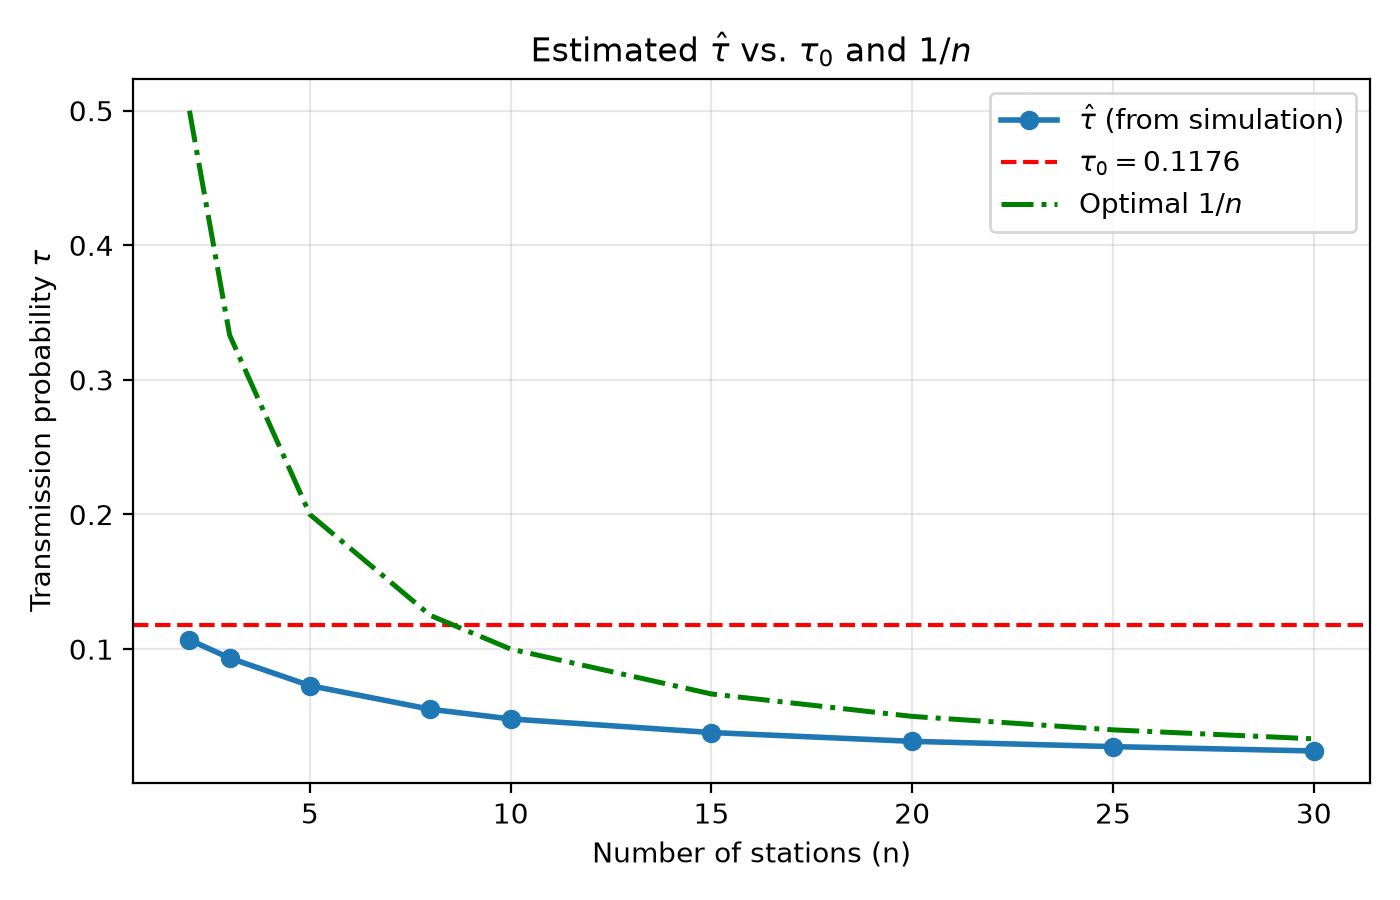 Estimated τ̂ vs. τ₀ and 1/n
τ̂ (from simulation)
τ₀ = 0.1176
Optimal 1/n
Transmission probability τ
0.5
0.4
0.3
0.2
0.1
5 10 15 20 25 30
Number of stations (n)